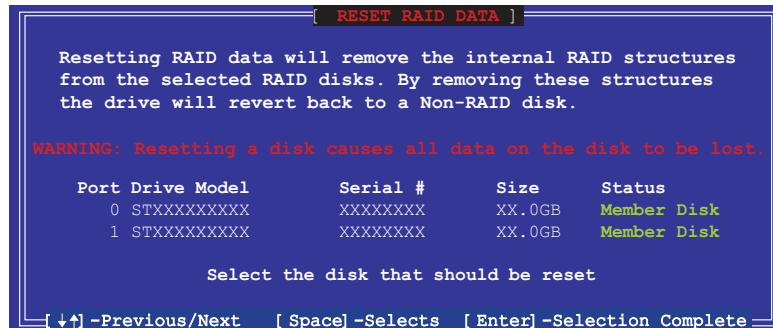 [ RESET RAID DATA ]
Resetting RAID data will remove the internal RAID structures
from the selected RAID disks. By removing these structures
the drive will revert back to a Non-RAID disk.
WARNING: Resetting a disk causes all data on the disk to be lost.
Port Drive Model Serial # Size Status
0 STXXXXXXXXX XXXXXXXX XX.0GB Member Disk
1 STXXXXXXXXX XXXXXXXX XX.0GB Member Disk
Select the disk that should be reset
[↓↑]-Previous/Next [Space]-Selects [Enter]-Selection Complete